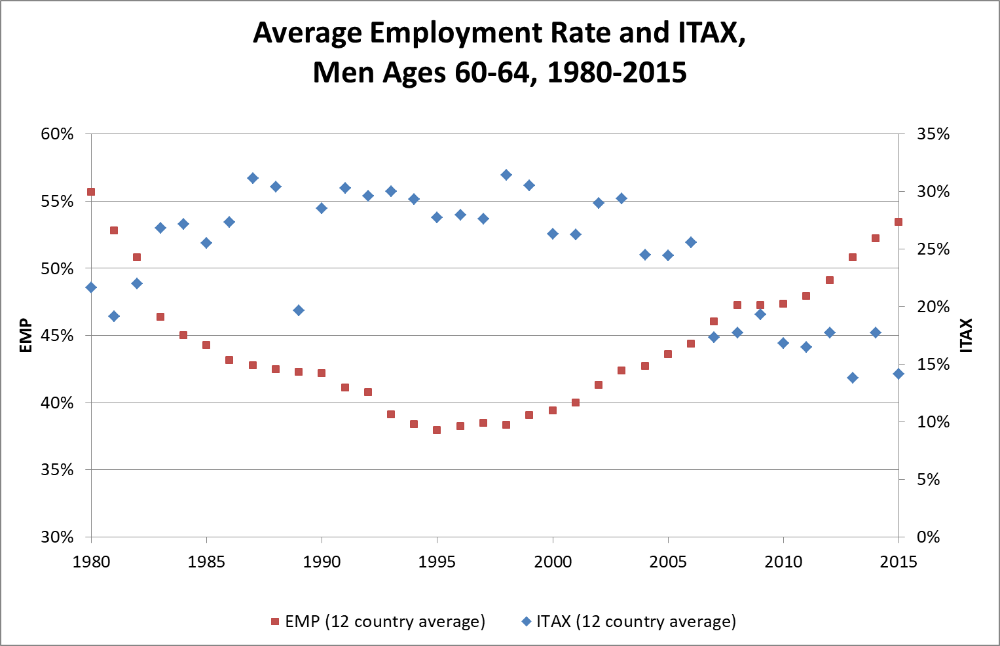 Average Employment Rate and ITAX,
Men Ages 60-64, 1980-2015
60%
55%
50%
45%
40%
35%
30%
EMP
35%
30%
25%
20%
15%
10%
5%
0%
ITAX
1980 1985 1990 1995 2000 2005 2010 2015
EMP (12 country average) ITAX (12 country average)